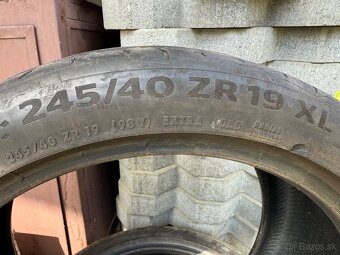 245/40 ZR 19 XL
245/40 ZR 19 (98Y) EXTRA LOAD
© bazos.sk